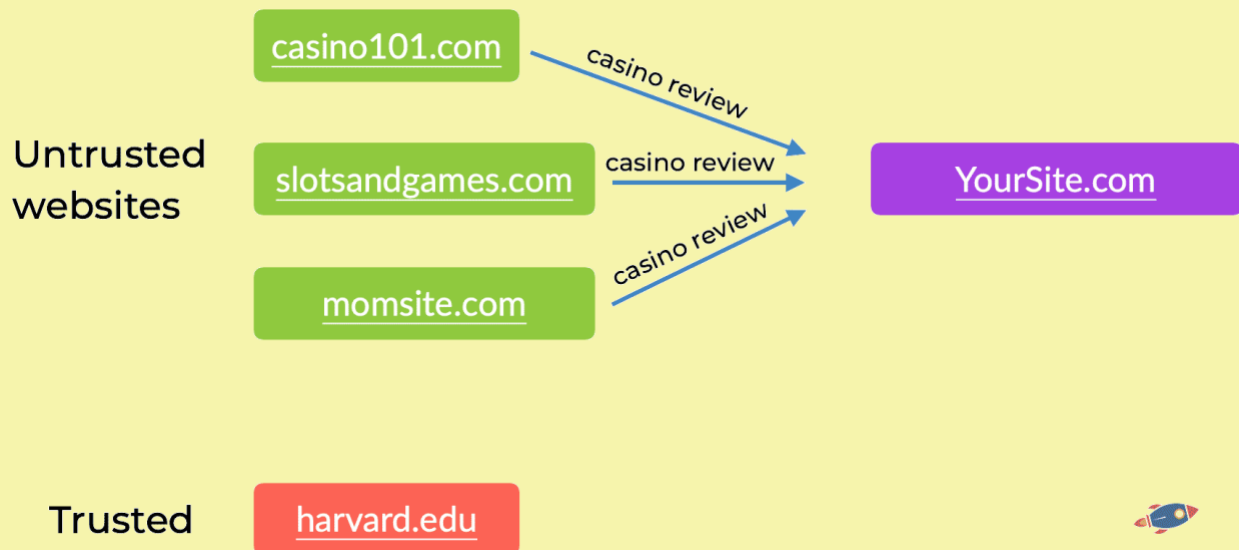 casino101.com
casino review
Untrusted
websites
slotsandgames.com
casino review
YourSite.com
casino review
momsite.com
Trusted
harvard.edu